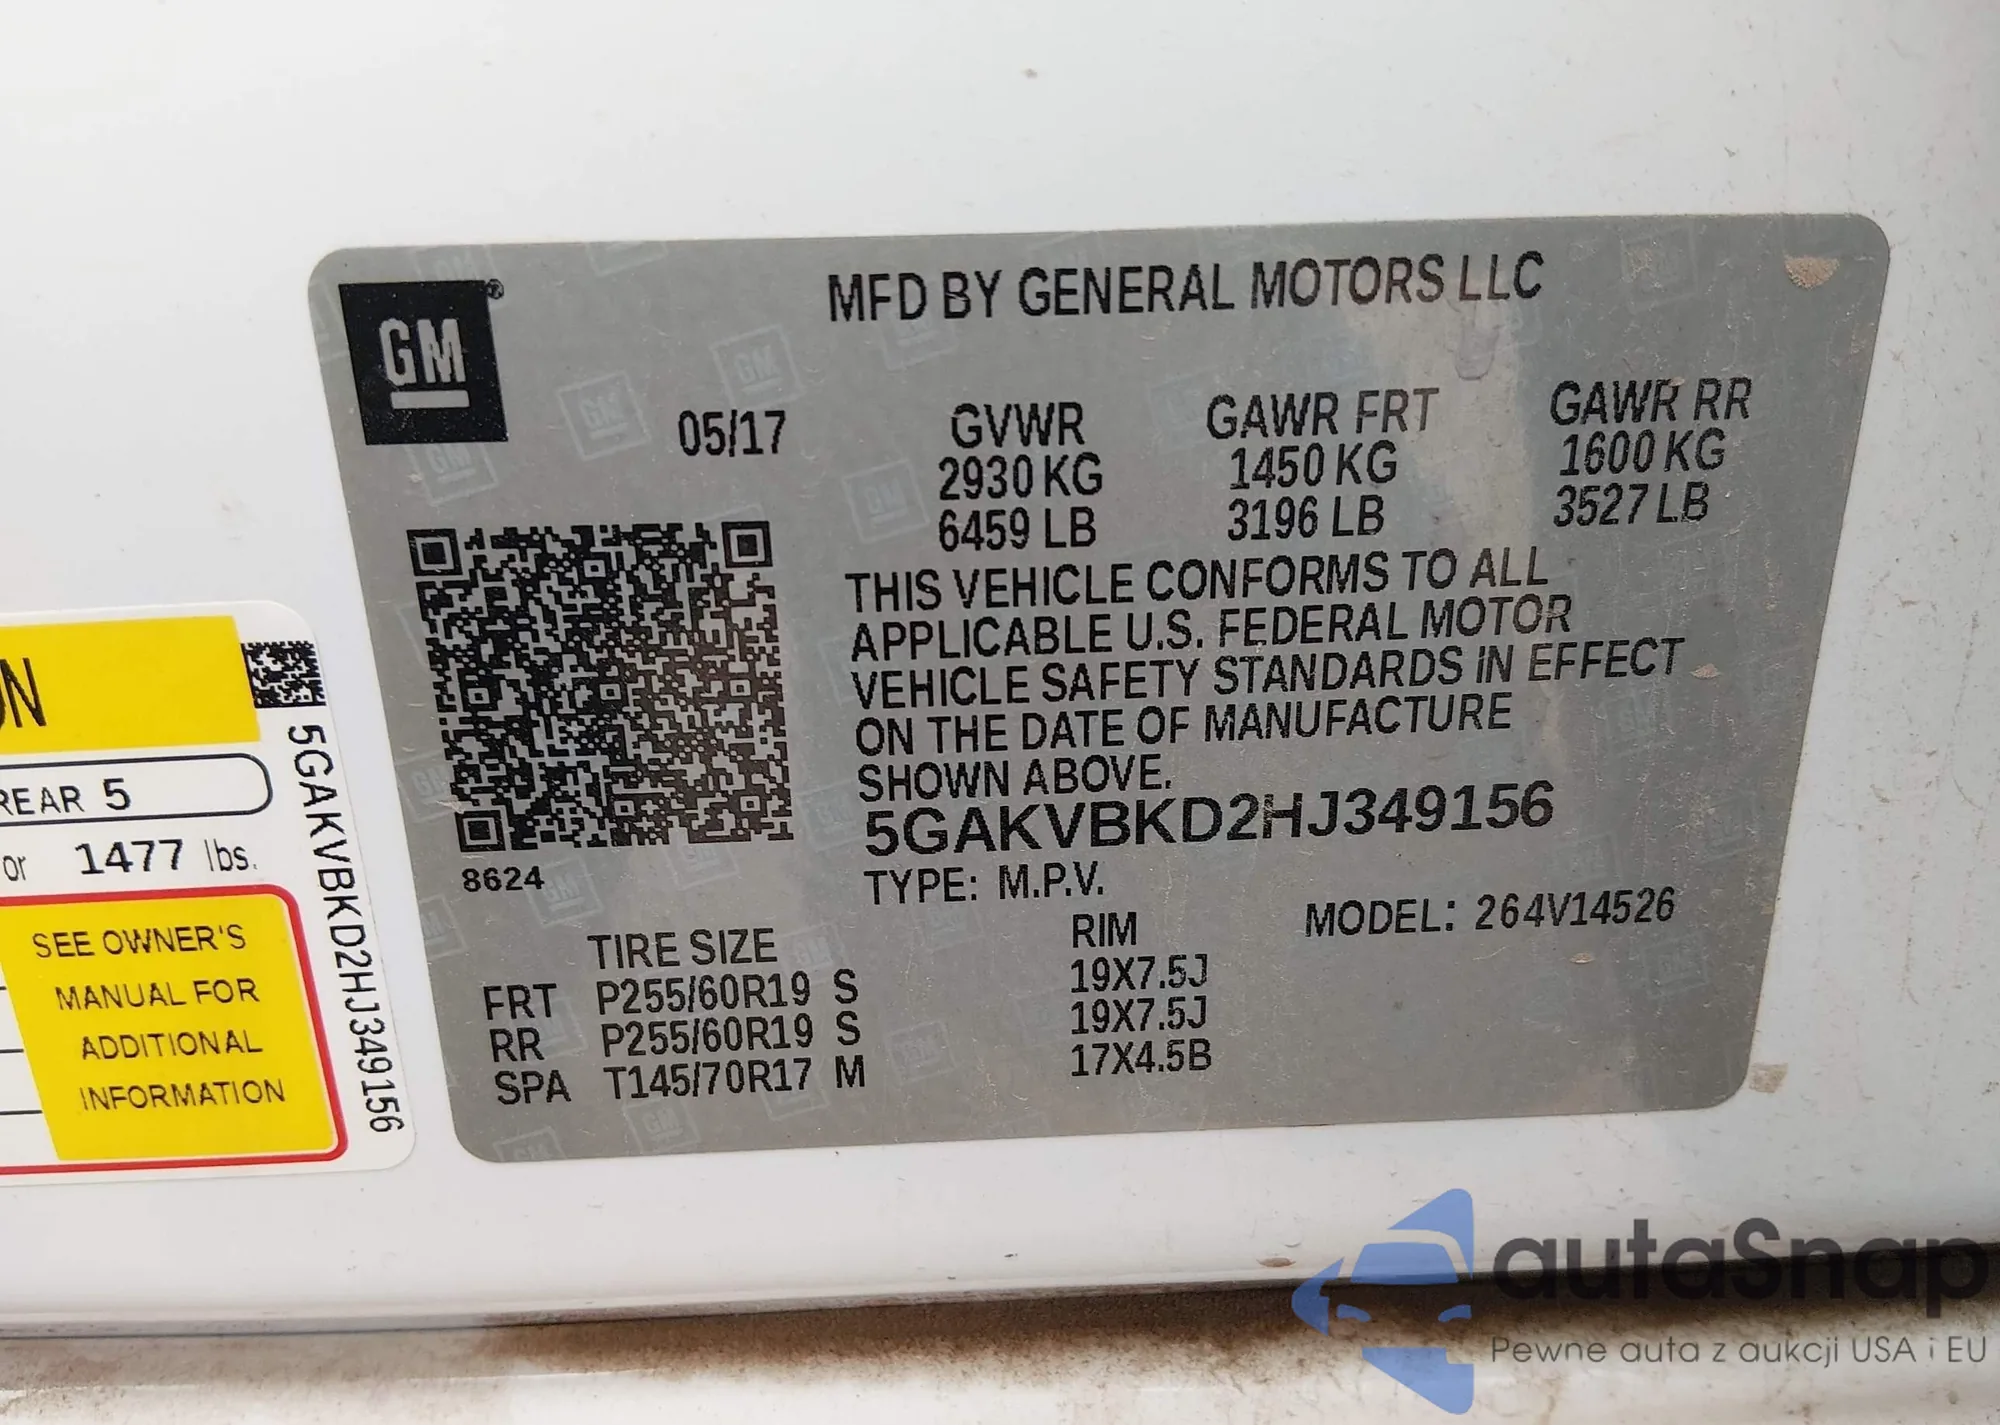 GM
MFD BY GENERAL MOTORS LLC
05/17
GVWR GAWR FRT GAWR RR
2930 KG 1450 KG 1600 KG
6459 LB 3196 LB 3527 LB
THIS VEHICLE CONFORMS TO ALL
APPLICABLE U.S. FEDERAL MOTOR
VEHICLE SAFETY STANDARDS IN EFFECT
ON THE DATE OF MANUFACTURE
SHOWN ABOVE.
5GAKVBKD2HJ349156
8624
TYPE: M.P.V.
MODEL: 264V14526
TIRE SIZE RIM
FRT P255/60R19 S 19X7.5J
RR P255/60R19 S 19X7.5J
SPA T145/70R17 M 17X4.5B
REAR 5
or 1477 lbs.
SEE OWNER'S
MANUAL FOR
ADDITIONAL
INFORMATION
5GAKVBKD2HJ349156
autaSnap
Pewne auta z aukcji USA i EU